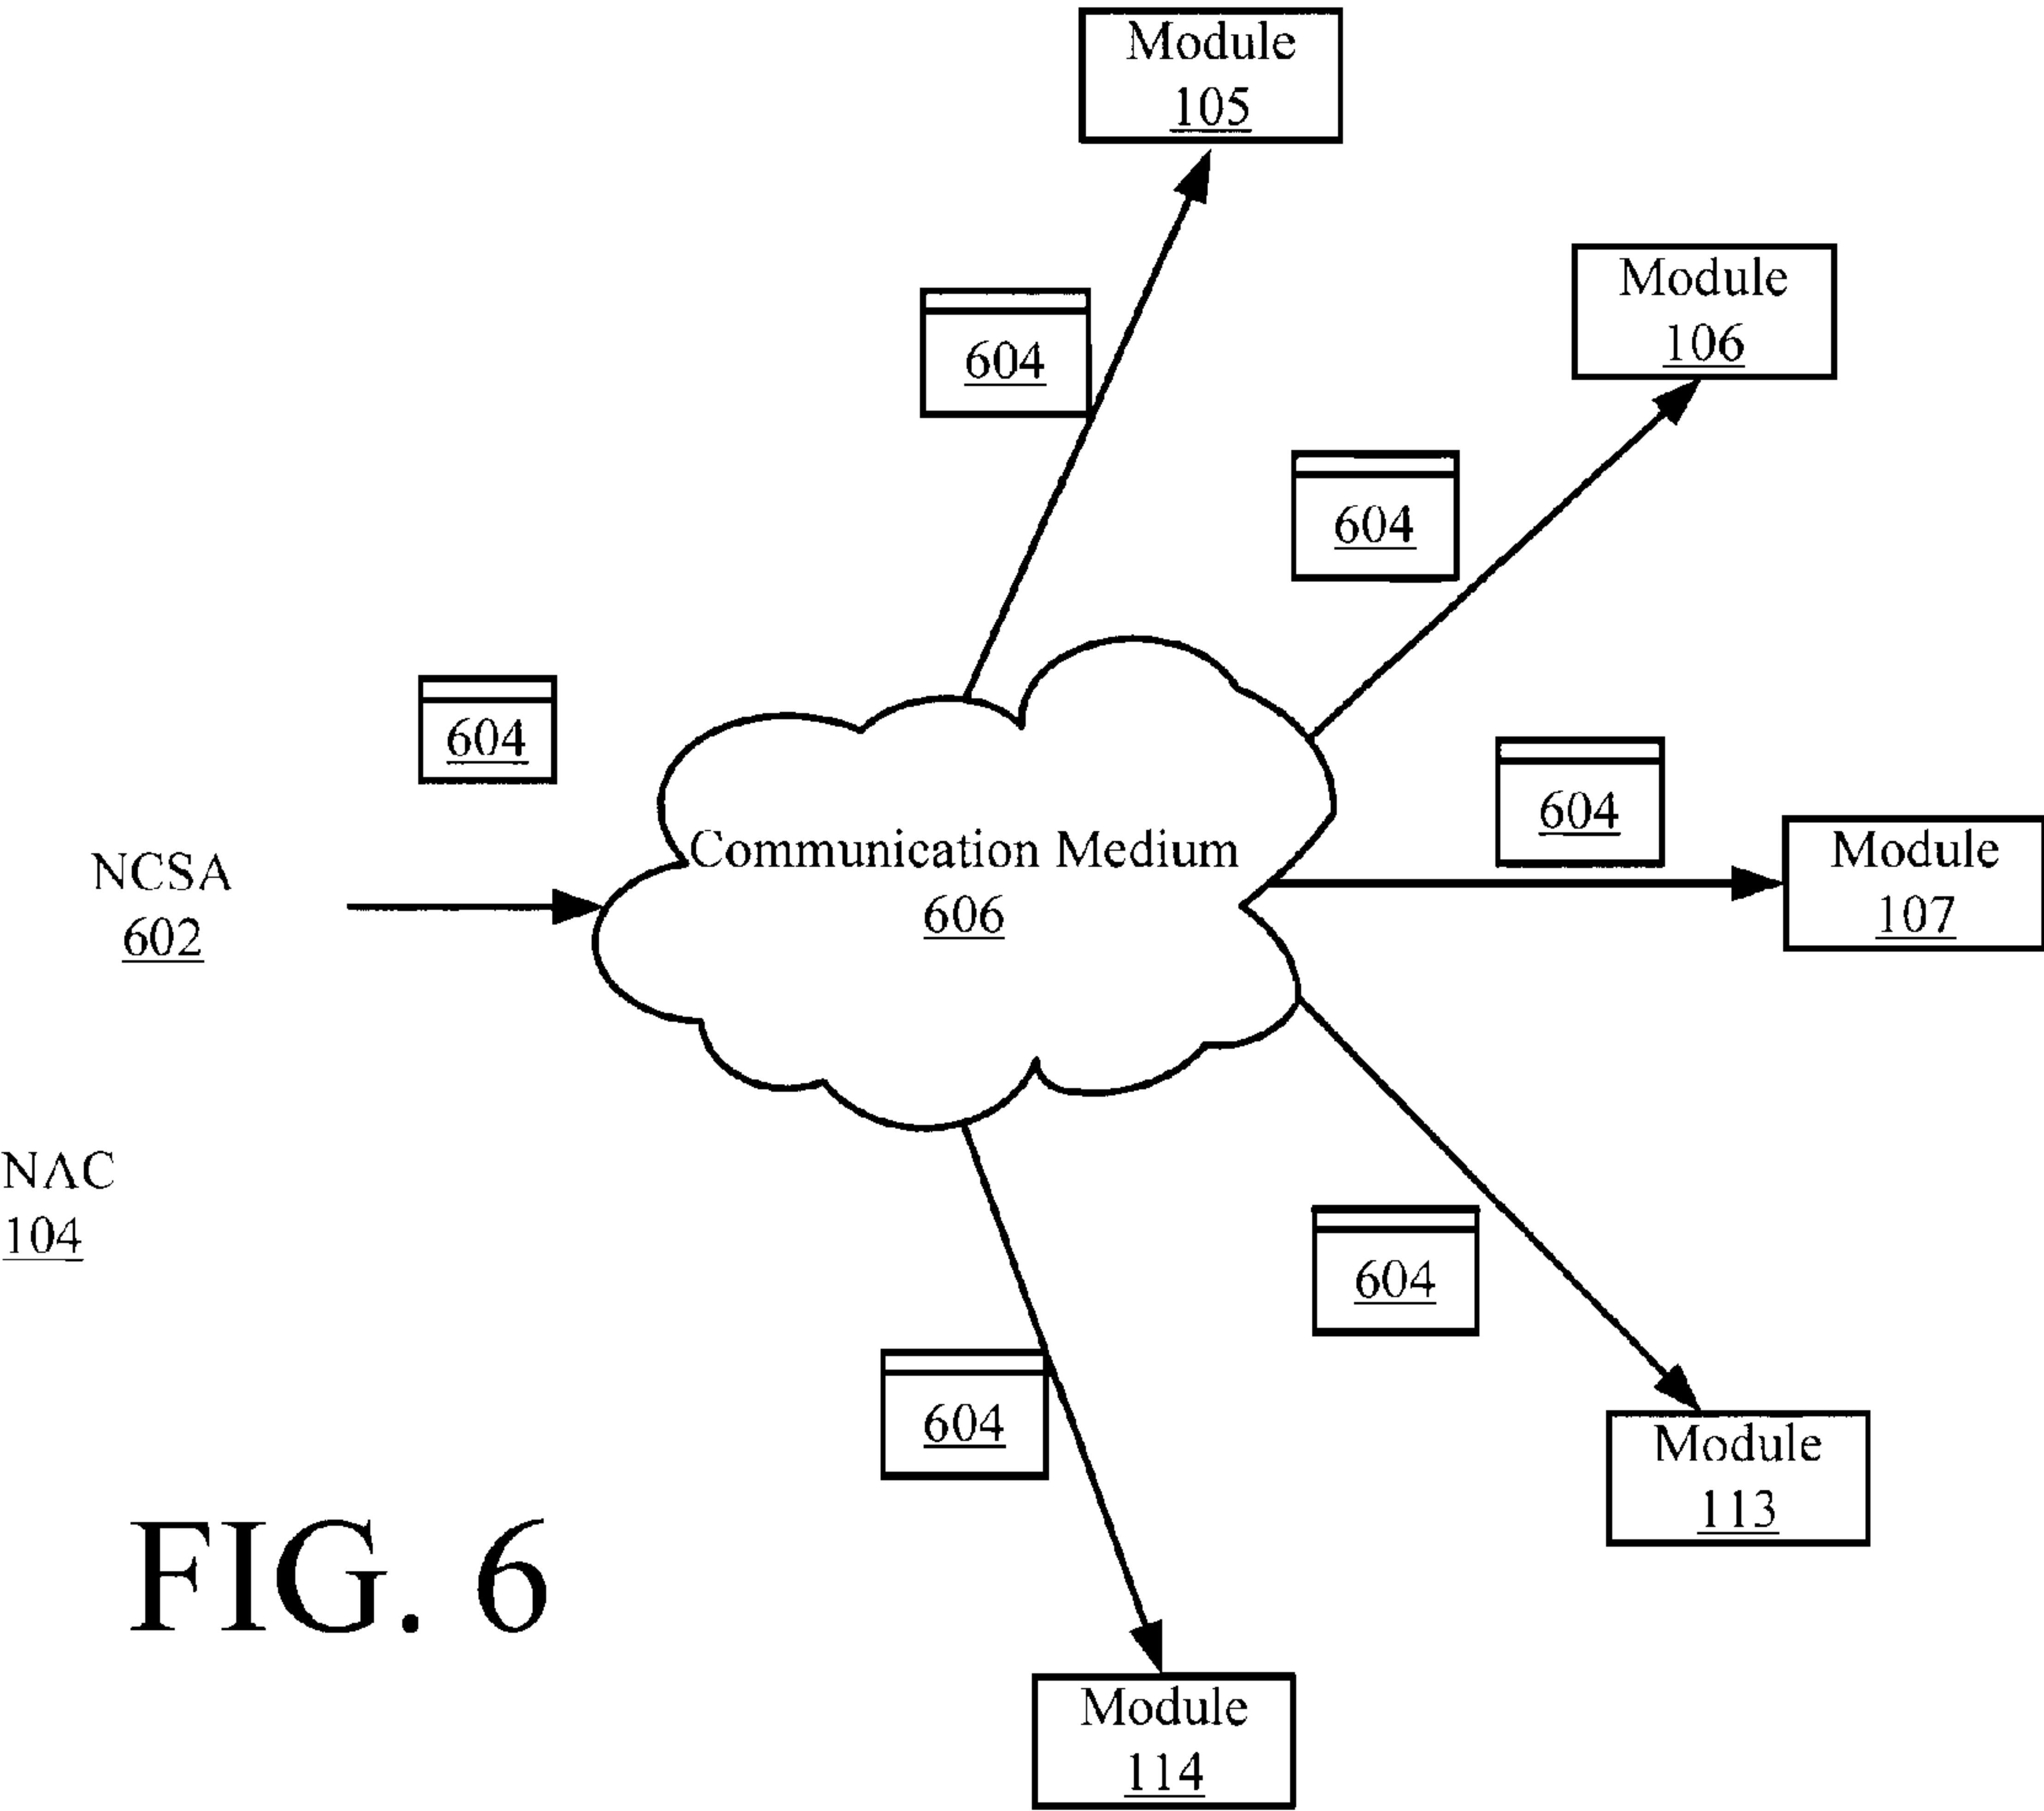 Module
105
Module
106
604
604
604
604
Module
107
Communication Medium
606
NCSA
602
NAC
104
604
604
Module
113
FIG. 6
Module
114